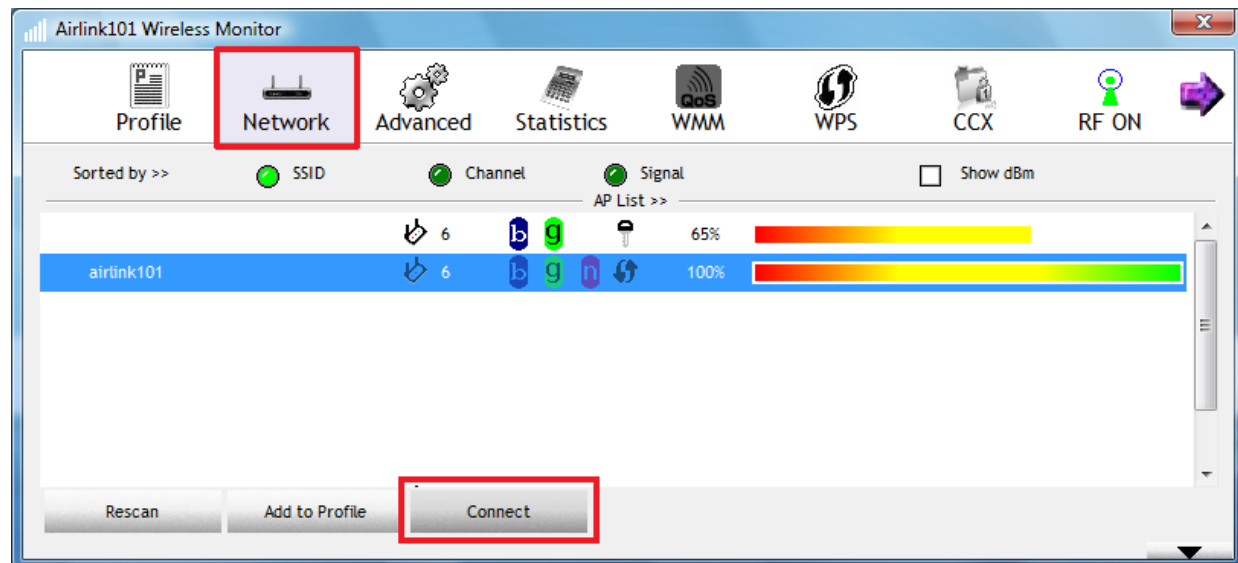 Airlink101 Wireless Monitor
Profile Network Advanced Statistics QoS WMM WPS CCX RF ON
Sorted by >> SSID Channel Signal Show dBm
AP List >>
6 b g 65%
airlink101 6 b g n 100%
Rescan Add to Profile Connect